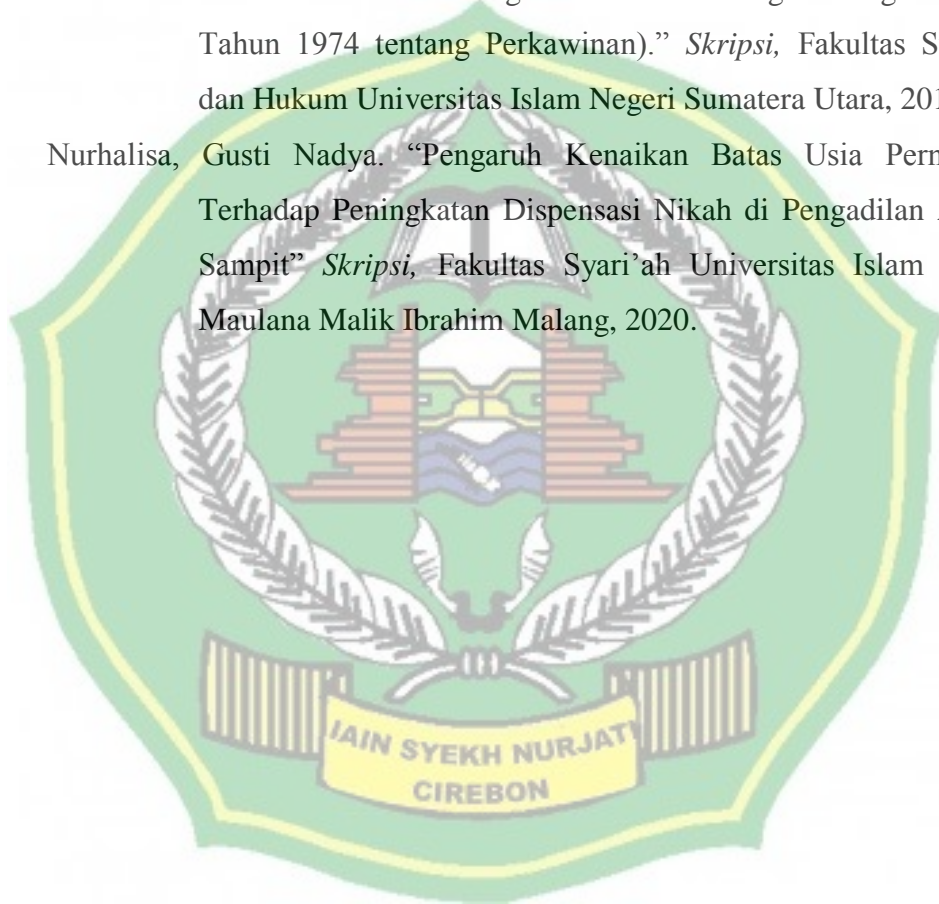 Tahun 1974 tentang Perkawinan).” Skripsi, Fakultas S
dan Hukum Universitas Islam Negeri Sumatera Utara, 201
Nurhalisa, Gusti Nadya. “Pengaruh Kenaikan Batas Usia Pern
Terhadap Peningkatan Dispensasi Nikah di Pengadilan
Sampit” Skripsi, Fakultas Syari’ah Universitas Islam
Maulana Malik Ibrahim Malang, 2020.
IAIN SYEKH NURJATI
CIREBON